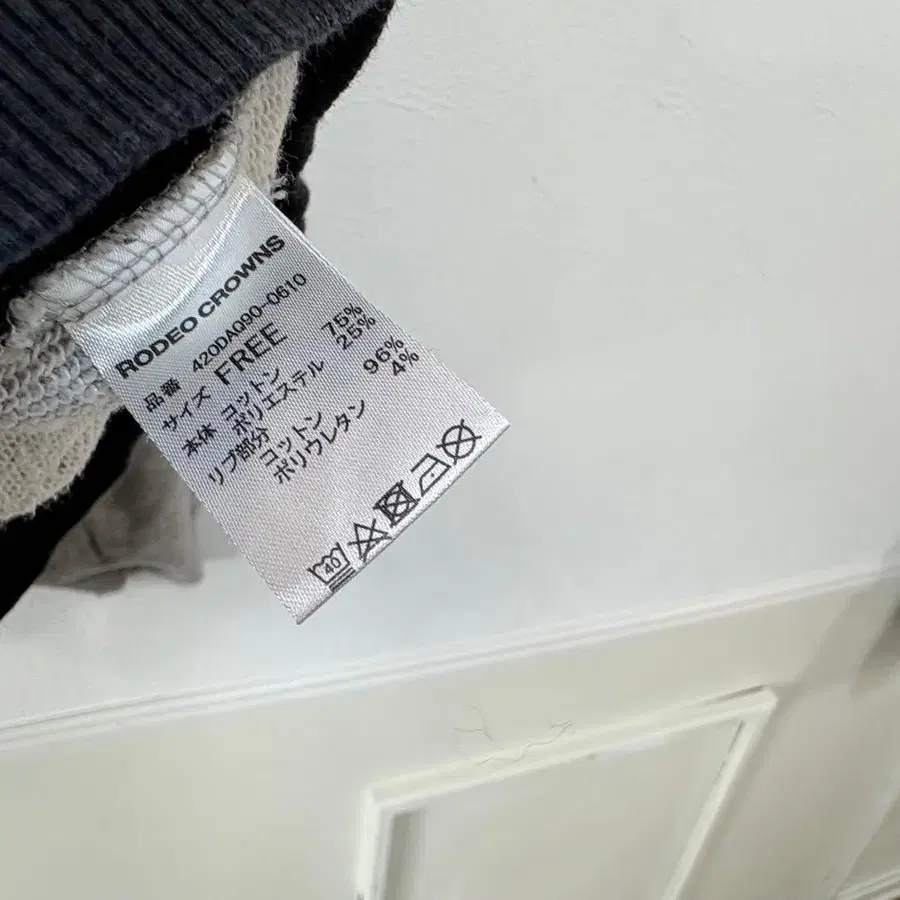 RODEO CROWNS
品番 420DAQ90-0610
サイズ FREE
本体 コットン 75%
ポリエステル 25%
リブ部分
コットン 96%
ポリウレタン 4%
40